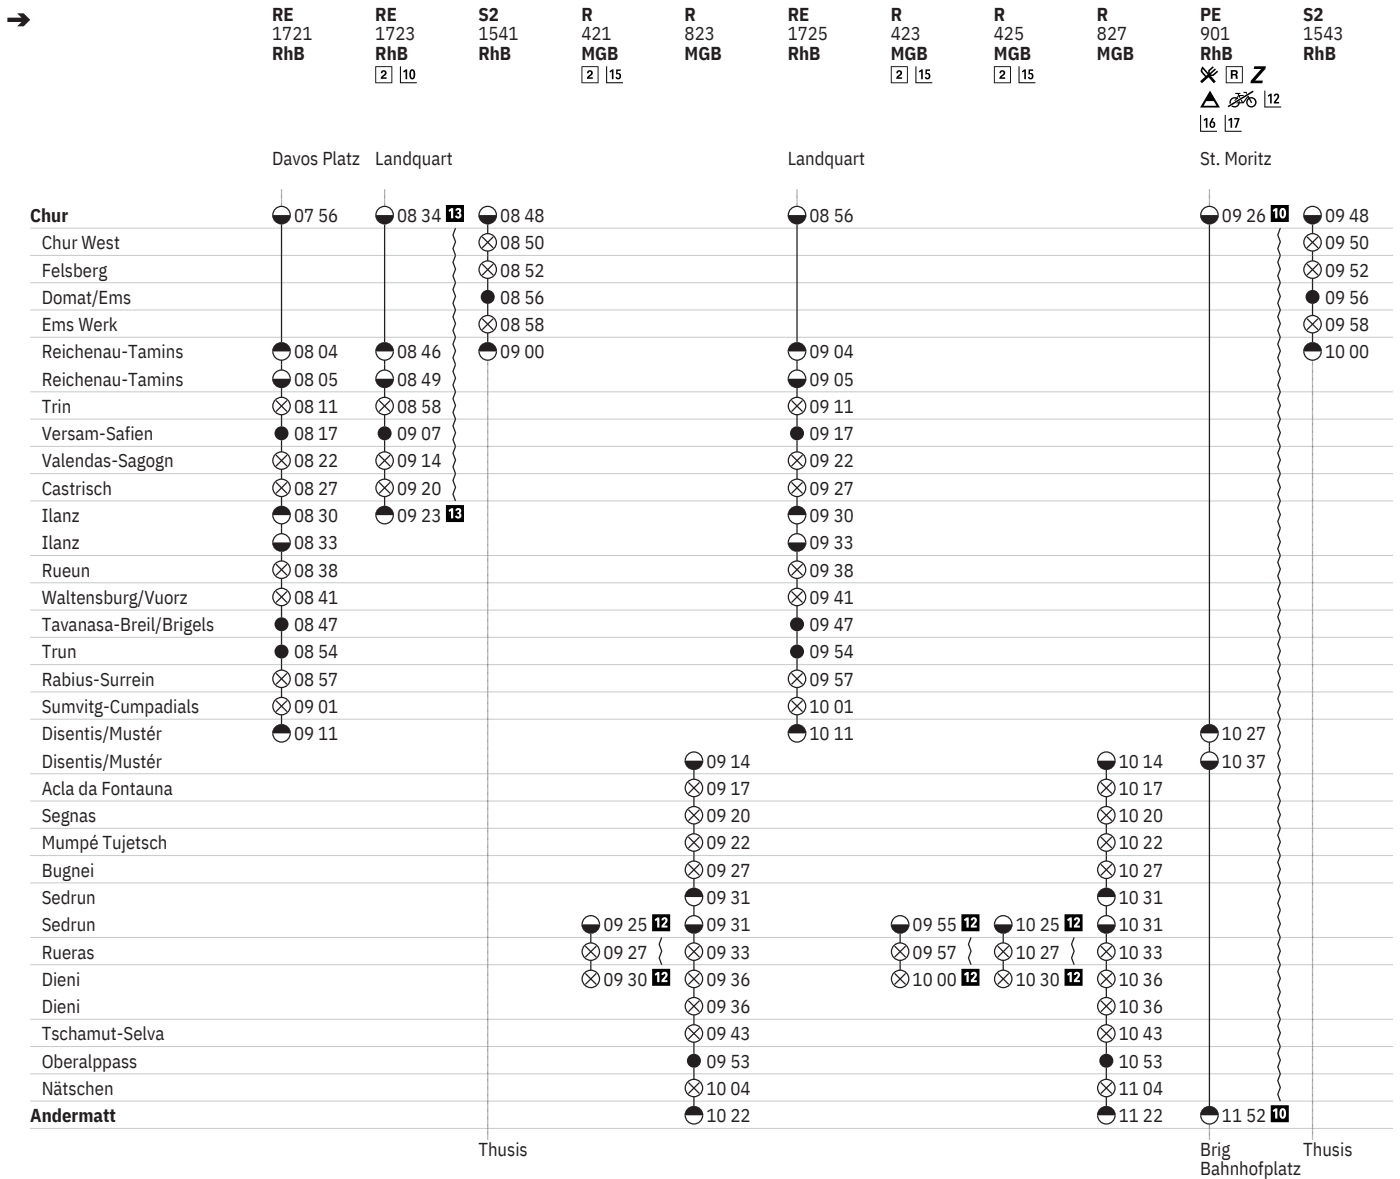 ➔ RE RE S2 R R RE R R R PE S2
1721 1723 1541 421 823 1725 423 425 827 901 1543
RhB RhB RhB MGB MGB RhB MGB MGB MGB RhB RhB
2 10 2 15 2 15 2 15 R Z
12
16 17
Davos Platz Landquart Landquart St. Moritz
Chur 07 56 08 34 13 08 48 08 56 09 26 10 09 48
Chur West 08 50 09 50
Felsberg 08 52 09 52
Domat/Ems 08 56 09 56
Ems Werk 08 58 09 58
Reichenau-Tamins 08 04 08 46 09 00 09 04 10 00
Reichenau-Tamins 08 05 08 49 09 05
Trin 08 11 08 58 09 11
Versam-Safien 08 17 09 07 09 17
Valendas-Sagogn 08 22 09 14 09 22
Castrisch 08 27 09 20 09 27
Ilanz 08 30 09 23 13 09 30
Ilanz 08 33 09 33
Rueun 08 38 09 38
Waltensburg/Vuorz 08 41 09 41
Tavanasa-Breil/Brigels 08 47 09 47
Trun 08 54 09 54
Rabius-Surrein 08 57 09 57
Sumvitg-Cumpadials 09 01 10 01
Disentis/Mustér 09 11 10 11 10 27
Disentis/Mustér 09 14 10 14 10 37
Acla da Fontauna 09 17 10 17
Segnas 09 20 10 20
Mumpé Tujetsch 09 22 10 22
Bugnei 09 27 10 27
Sedrun 09 31 10 31
Sedrun 09 25 12 09 31 09 55 12 10 25 12 10 31
Rueras 09 27 09 33 09 57 10 27 10 33
Dieni 09 30 12 09 36 10 00 12 10 30 12 10 36
Dieni 09 36 10 36
Tschamut-Selva 09 43 10 43
Oberalppass 09 53 10 53
Nätschen 10 04 11 04
Andermatt 10 22 11 22 11 52 10
Thusis Brig Thusis
Bahnhofplatz